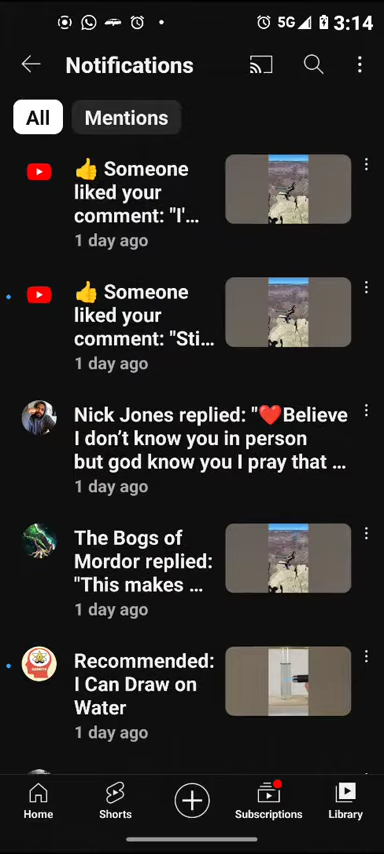 5G 3:14
Notifications
All
Mentions
👍 Someone
liked your
comment: "I'...
1 day ago
👍 Someone
liked your
comment: "Sti...
1 day ago
Nick Jones replied: "❤️Believe
I don't know you in person
but god know you I pray that ...
1 day ago
The Bogs of
Mordor replied:
"This makes ...
1 day ago
Recommended:
I Can Draw on
Water
1 day ago
Home
Shorts
Subscriptions
Library